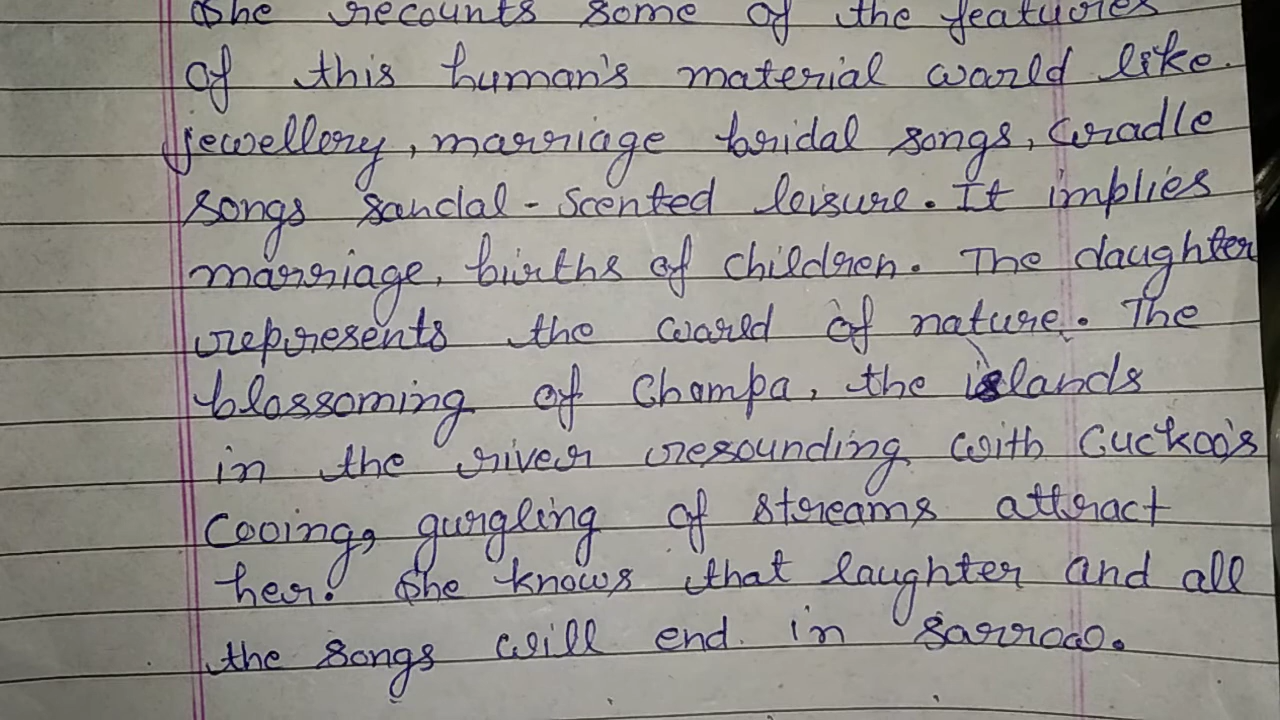 She recounts some of the features
of this human's material world like.
jewellory, marriage bridal songs, Cradle
songs sandal-scented leisure. It implies
marriage, births of children. The daughter
represents the world of nature. The
blossoming of Champa, the islands
in the river resounding with Cuckoo's
Cooing, gurgling of streams attract
her. She knows that laughter and all
the songs will end in sorrow.